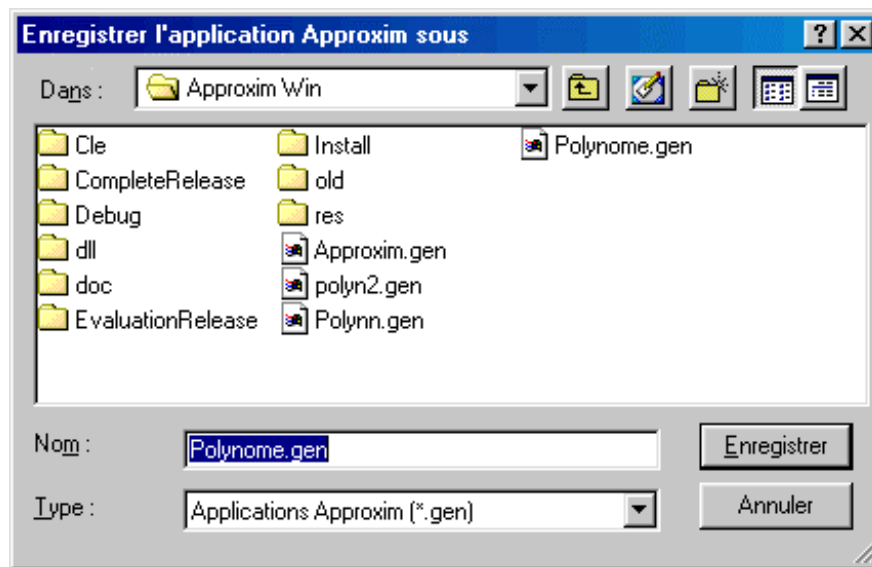 Enregistrer l'application Approxim sous
Dans : Approxim Win
Cle Install Polynome.gen
CompleteRelease old
Debug res
dll Approxim.gen
doc polyn2.gen
EvaluationRelease Polynn.gen
Nom : Polynome.gen Enregistrer
Type : Applications Approxim (*.gen) Annuler